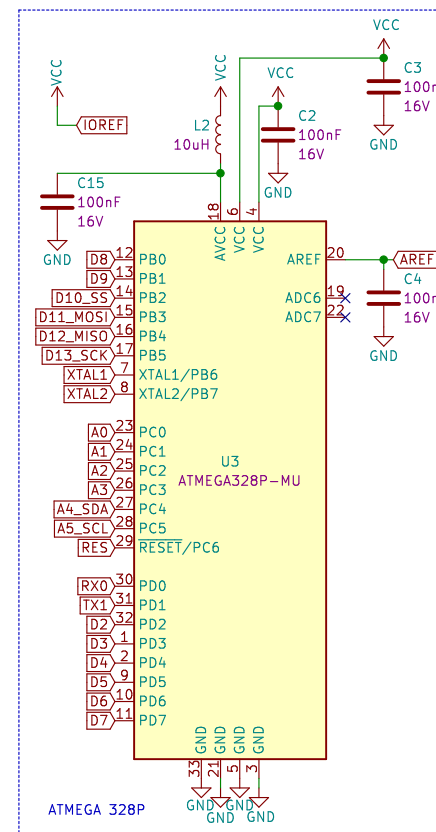 VCC
IOREF
VCC
L2
10uH
VCC
C2
100nF
16V
GND
VCC
C3
100n
16V
GND
C15
100nF
16V
GND
18
6
4
AVCC
VCC
VCC
D8 12 PB0
D9 13 PB1
D10_SS 14 PB2
D11_MOSI 15 PB3
D12_MISO 16 PB4
D13_SCK 17 PB5
XTAL1 7 XTAL1/PB6
XTAL2 8 XTAL2/PB7
A0 23 PC0
A1 24 PC1
A2 25 PC2
A3 26 PC3
A4_SDA 27 PC4
A5_SCL 28 PC5
RES 29 RESET/PC6
RX0 30 PD0
TX1 31 PD1
D2 32 PD2
D3 1 PD3
D4 2 PD4
D5 9 PD5
D6 10 PD6
D7 11 PD7
AREF 20 AREF
ADC6 19
ADC7 22
C4
100n
16V
GND
U3
ATMEGA328P-MU
GND
GND
GND
GND
33
21
5
3
GND
GND
GND
GND
ATMEGA 328P